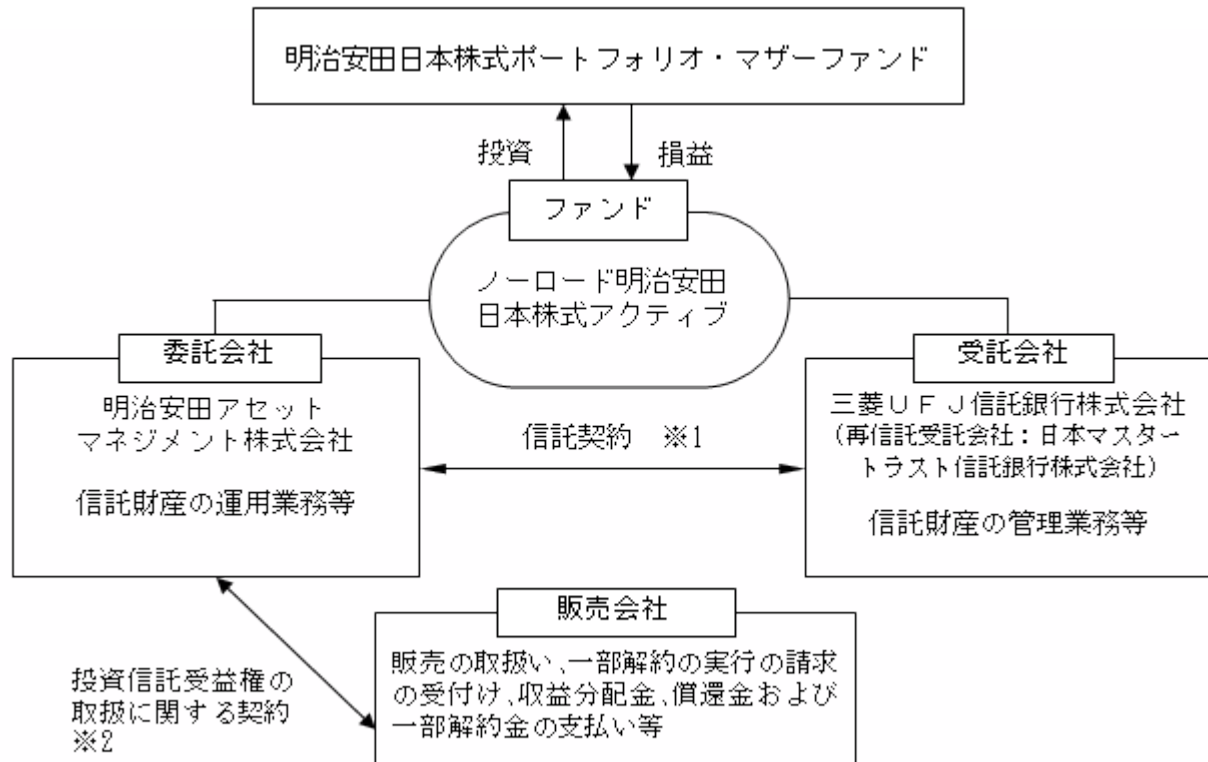 明治安田日本株式ポートフォリオ・マザーファンド
投資
損益
ファンド
ノーロード明治安田
日本株式アクティブ
委託会社
明治安田アセット
マネジメント株式会社
信託財産の運用業務等
信託契約 ※1
受託会社
三菱ＵＦＪ信託銀行株式会社
(再信託受託会社：日本マスター
トラスト信託銀行株式会社)
信託財産の管理業務等
投資信託受益権の
取扱に関する契約
※2
販売会社
販売の取扱い、一部解約の実行の請求
の受付け、収益分配金、償還金および
一部解約金の支払い等